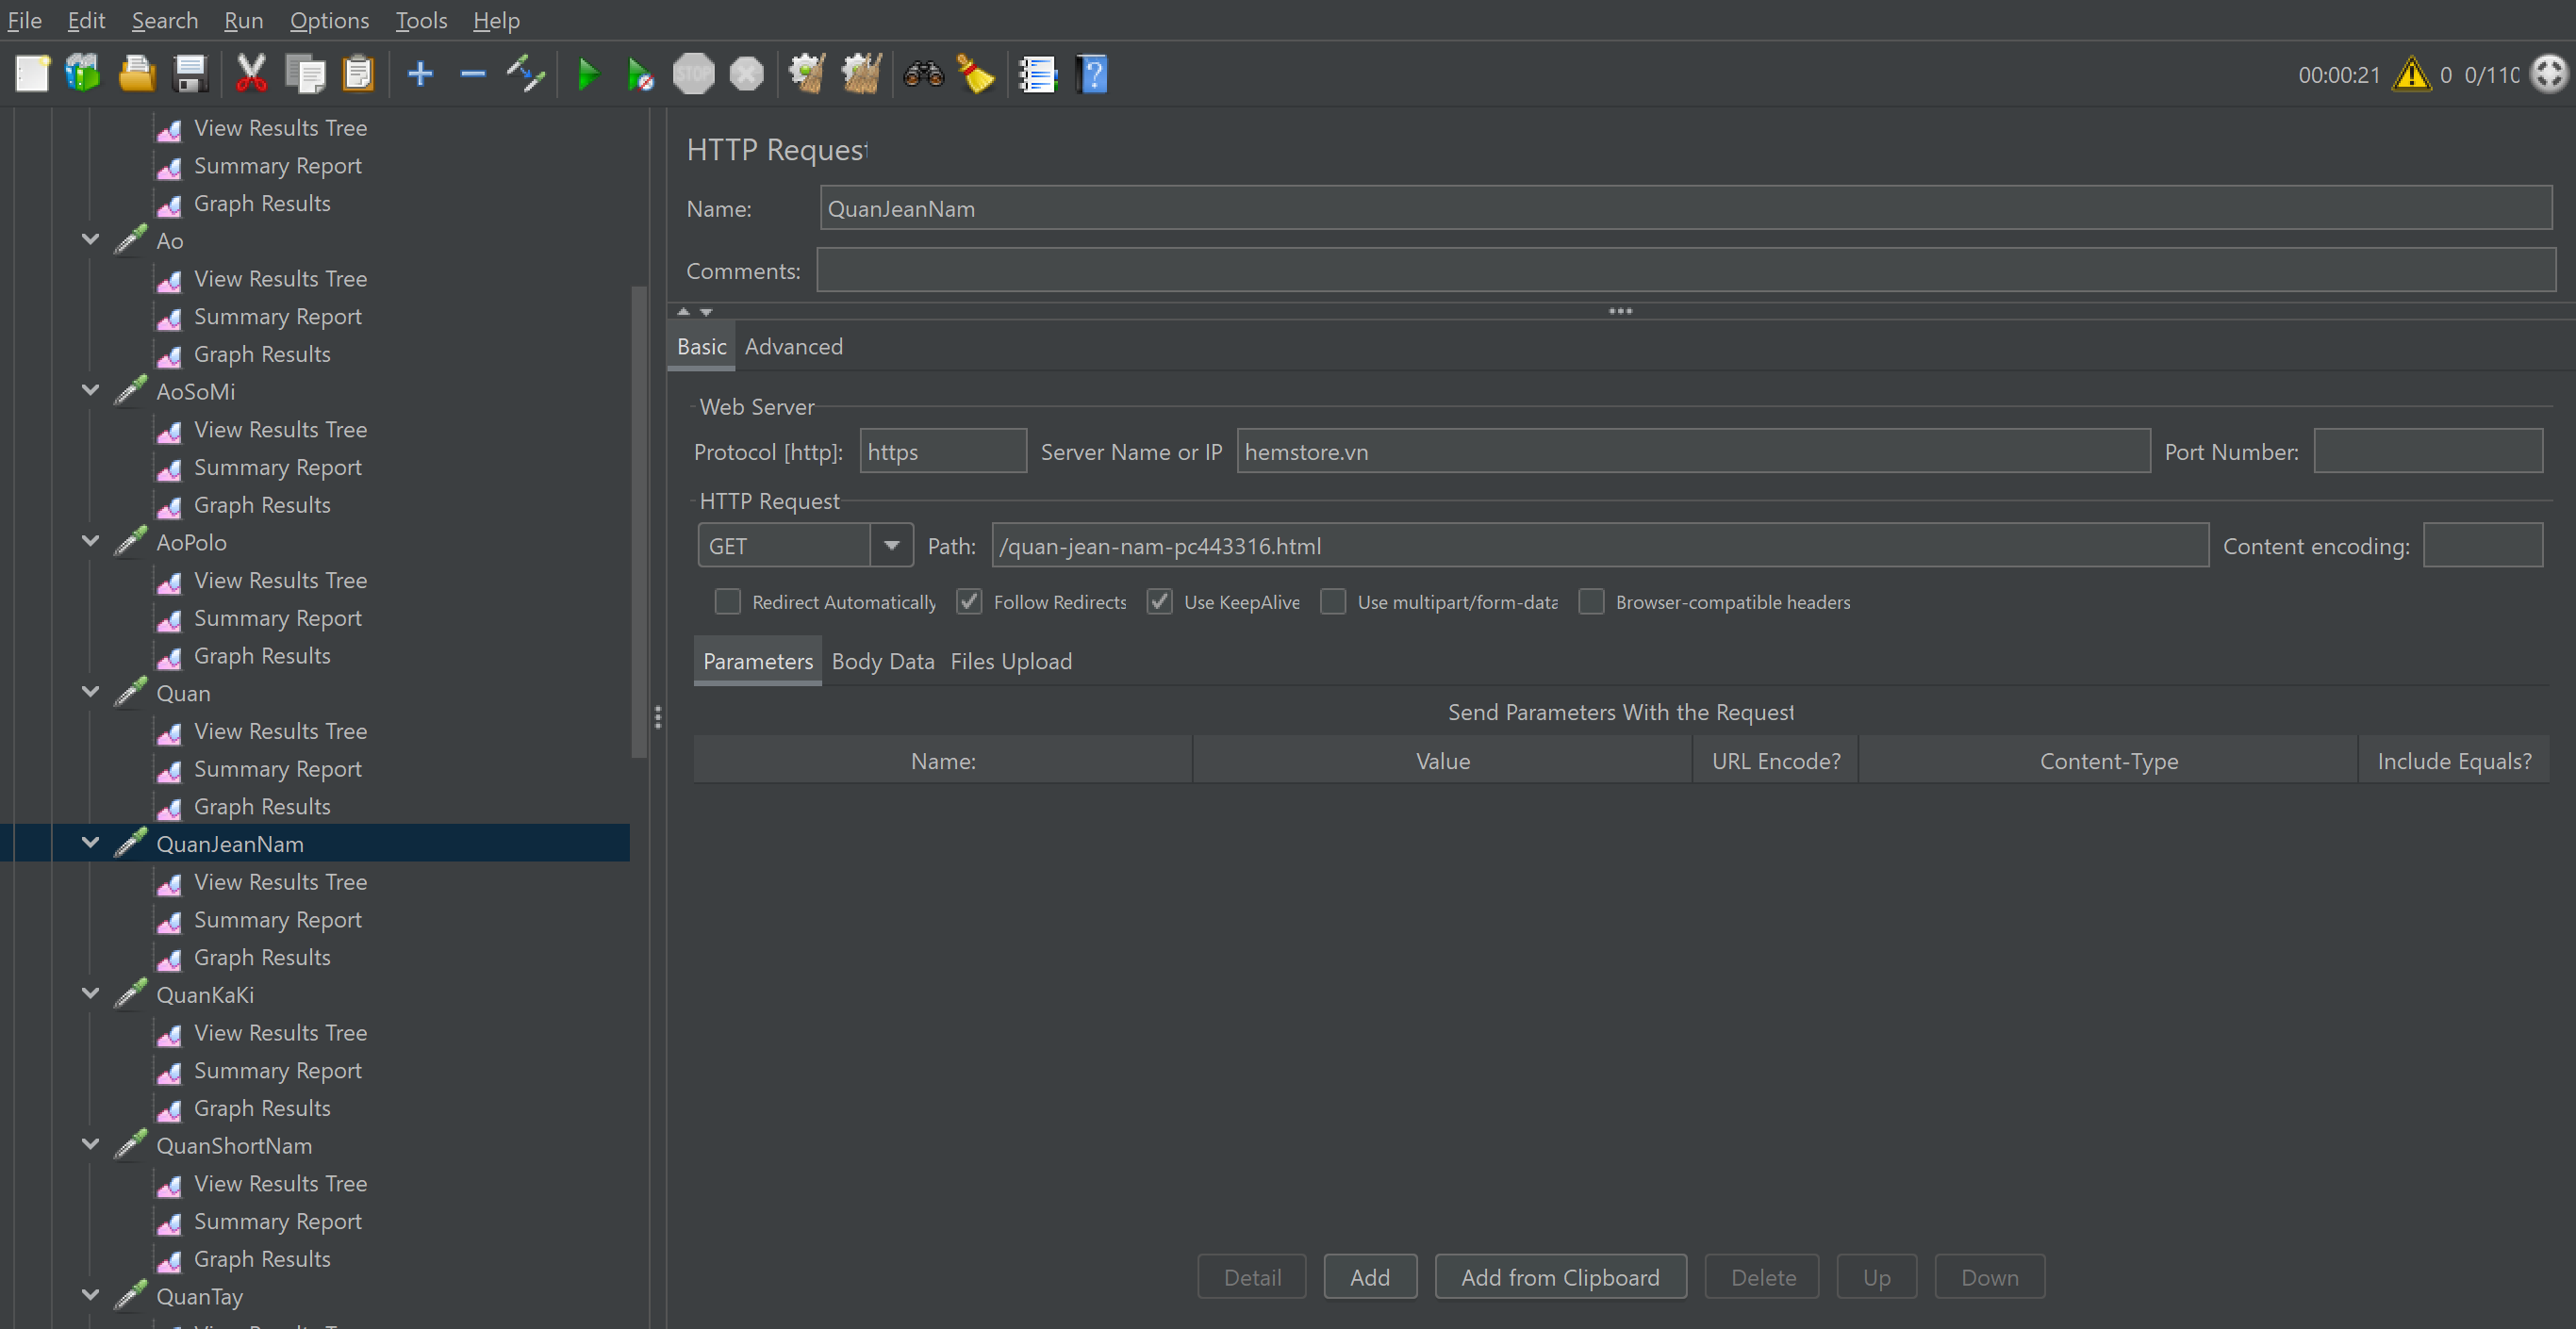 File Edit Search Run Options Tools Help
STOP
00:00:21 0 0/110
View Results Tree
Summary Report
Graph Results
Ao
View Results Tree
Summary Report
Graph Results
AoSoMi
View Results Tree
Summary Report
Graph Results
AoPolo
View Results Tree
Summary Report
Graph Results
Quan
View Results Tree
Summary Report
Graph Results
QuanJeanNam
View Results Tree
Summary Report
Graph Results
QuanKaKi
View Results Tree
Summary Report
Graph Results
QuanShortNam
View Results Tree
Summary Report
Graph Results
QuanTay
HTTP Request
Name: QuanJeanNam
Comments:
Basic Advanced
Web Server
Protocol [http]: https Server Name or IP hemstore.vn Port Number:
HTTP Request
GET Path: /quan-jean-nam-pc443316.html Content encoding:
Redirect Automatically Follow Redirects Use KeepAlive Use multipart/form-data Browser-compatible headers
Parameters Body Data Files Upload
Send Parameters With the Request
Name: Value URL Encode? Content-Type Include Equals?
Detail Add Add from Clipboard Delete Up Down